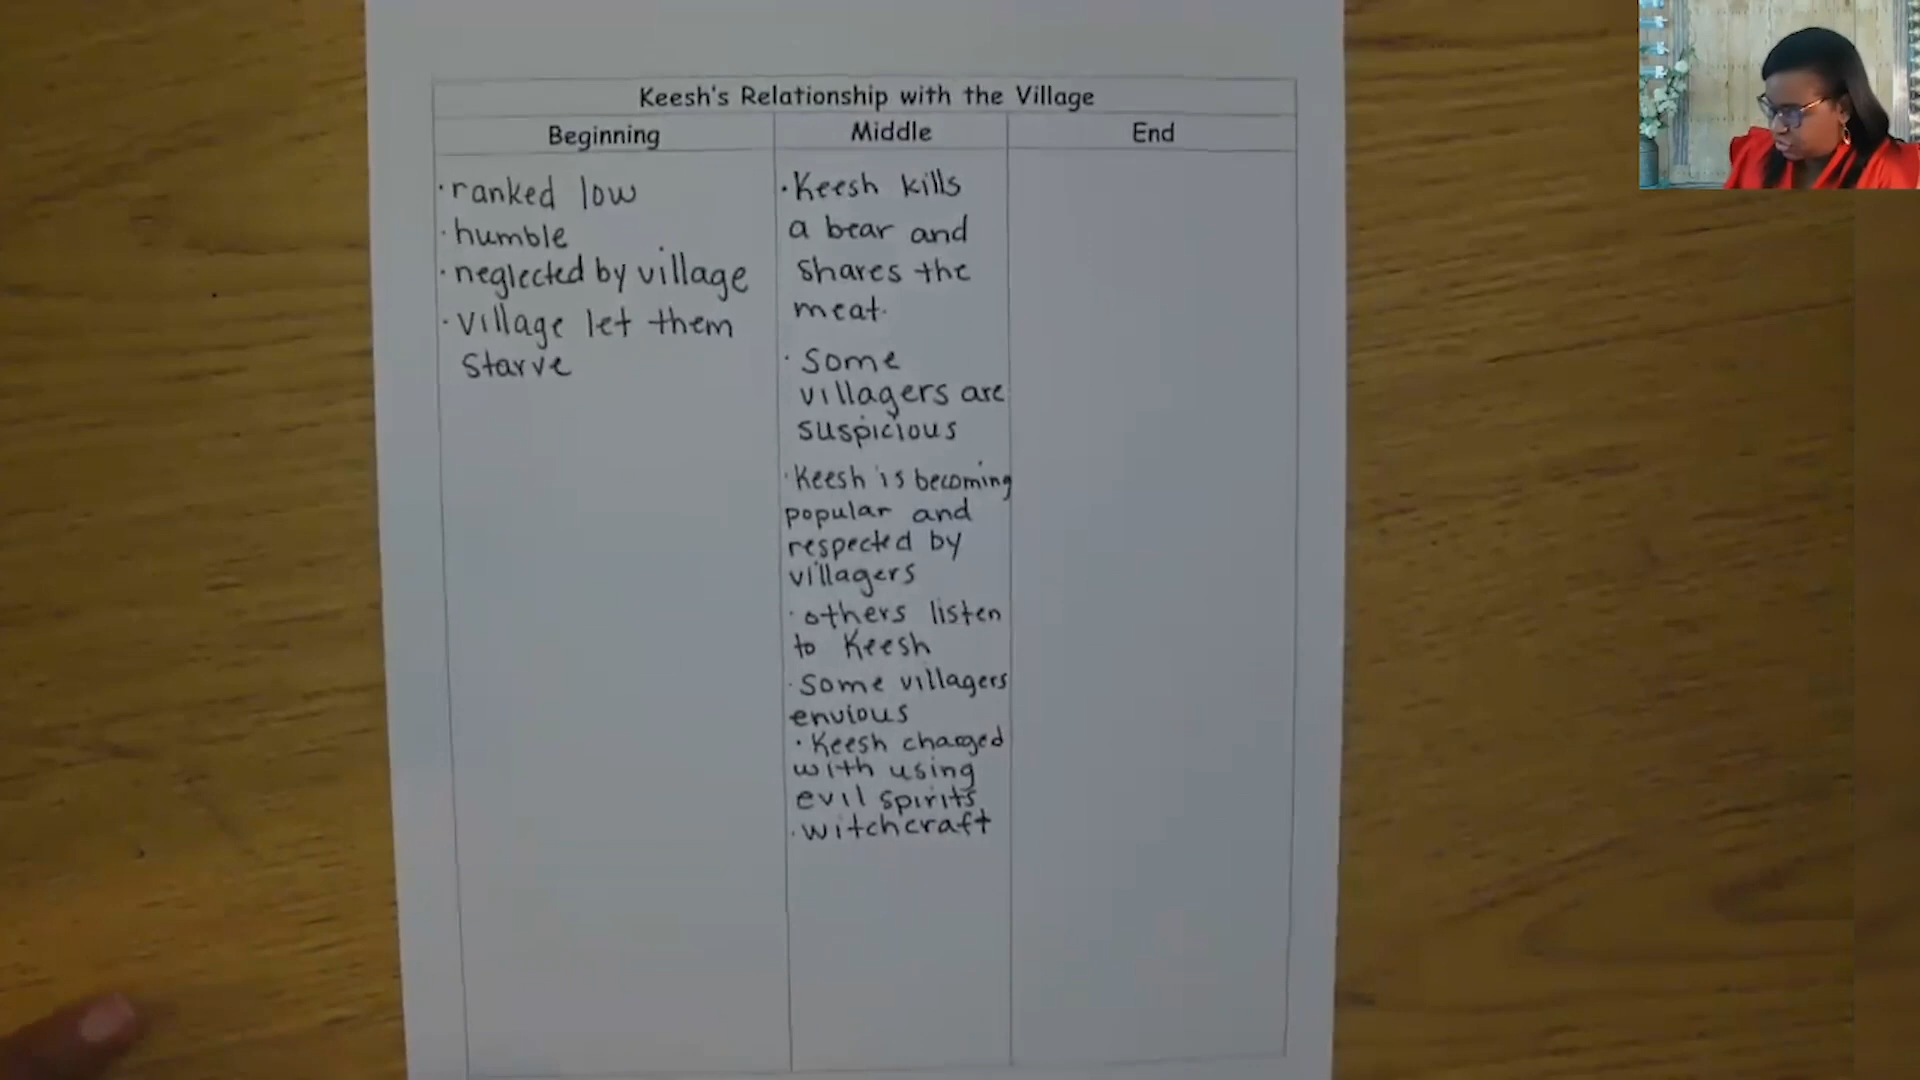 Keesh's Relationship with the Village
Beginning
Middle
End
·ranked low
·humble
·neglected by village
·village let them
starve
·Keesh kills
a bear and
shares the
meat.
·Some
villagers are
suspicious
·Keesh is becoming
popular and
respected by
villagers
·others listen
to Keesh
·Some villagers
envious
·Keesh charged
with using
evil spirits
·witchcraft